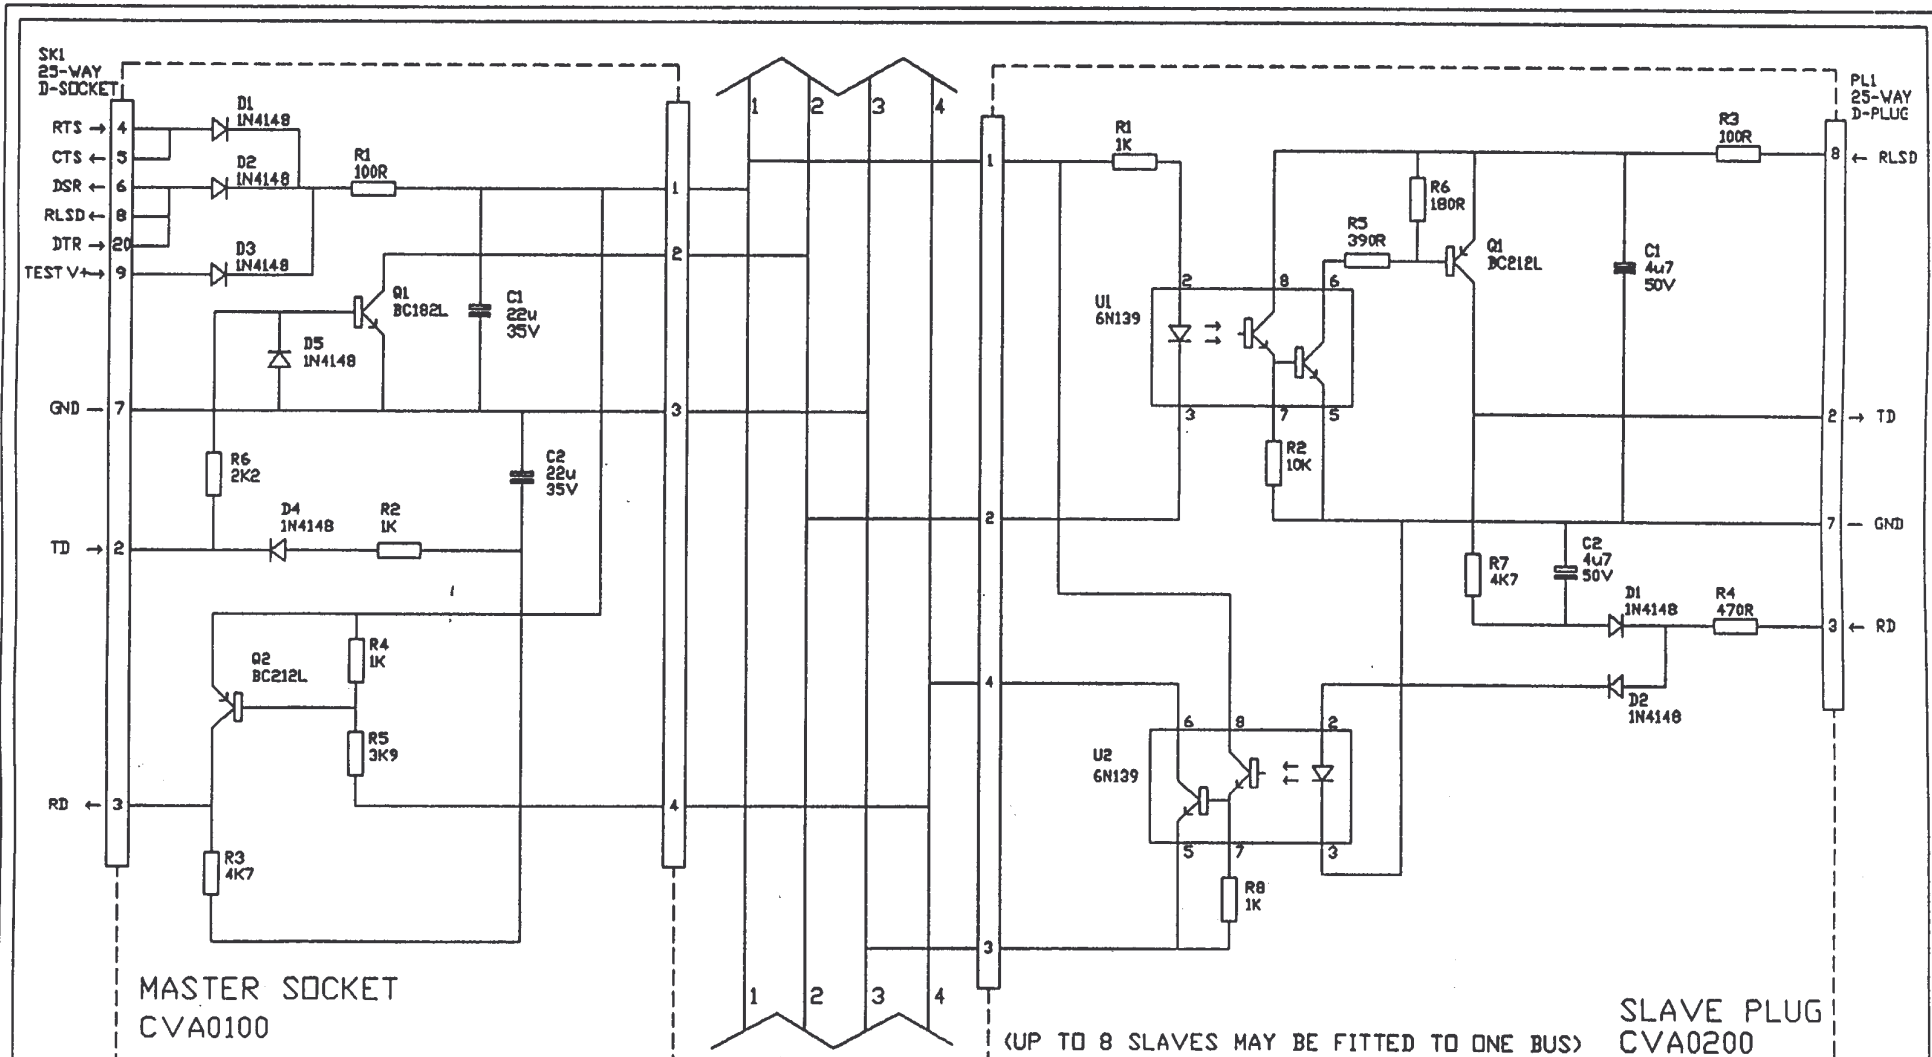 SK1
25-WAY
D-SOCKET
RTS → 4
CTS ← 5
DSR ← 6
RLSD ← 8
DTR → 20
TEST V+ → 9
GND 7
TD → 2
RD ← 3
D1
1N4148
D2
1N4148
D3
1N4148
R1
100R
Q1
BC182L
C1
22u
35V
D5
1N4148
R6
2K2
D4
1N4148
R2
1K
C2
22u
35V
Q2
BC212L
R4
1K
R5
3K9
R3
4K7
1
2
3
4
MASTER SOCKET
CVA0100
1 2 3 4
1 2 3 4
1
2
4
3
R1
1K
U1
6N139
2 8 6
3 7 5
R2
10K
R5
390R
R6
180R
Q1
BC212L
R3
100R
C1
4u7
50V
R7
4K7
C2
4u7
50V
D1
1N4148
R4
470R
D2
1N4148
U2
6N139
6 8 2
5 7 3
R8
1K
PL1
25-WAY
D-PLUG
8 ← RLSD
2 → TD
7 GND
3 ← RD
(UP TO 8 SLAVES MAY BE FITTED TO ONE BUS)
SLAVE PLUG
CVA0200